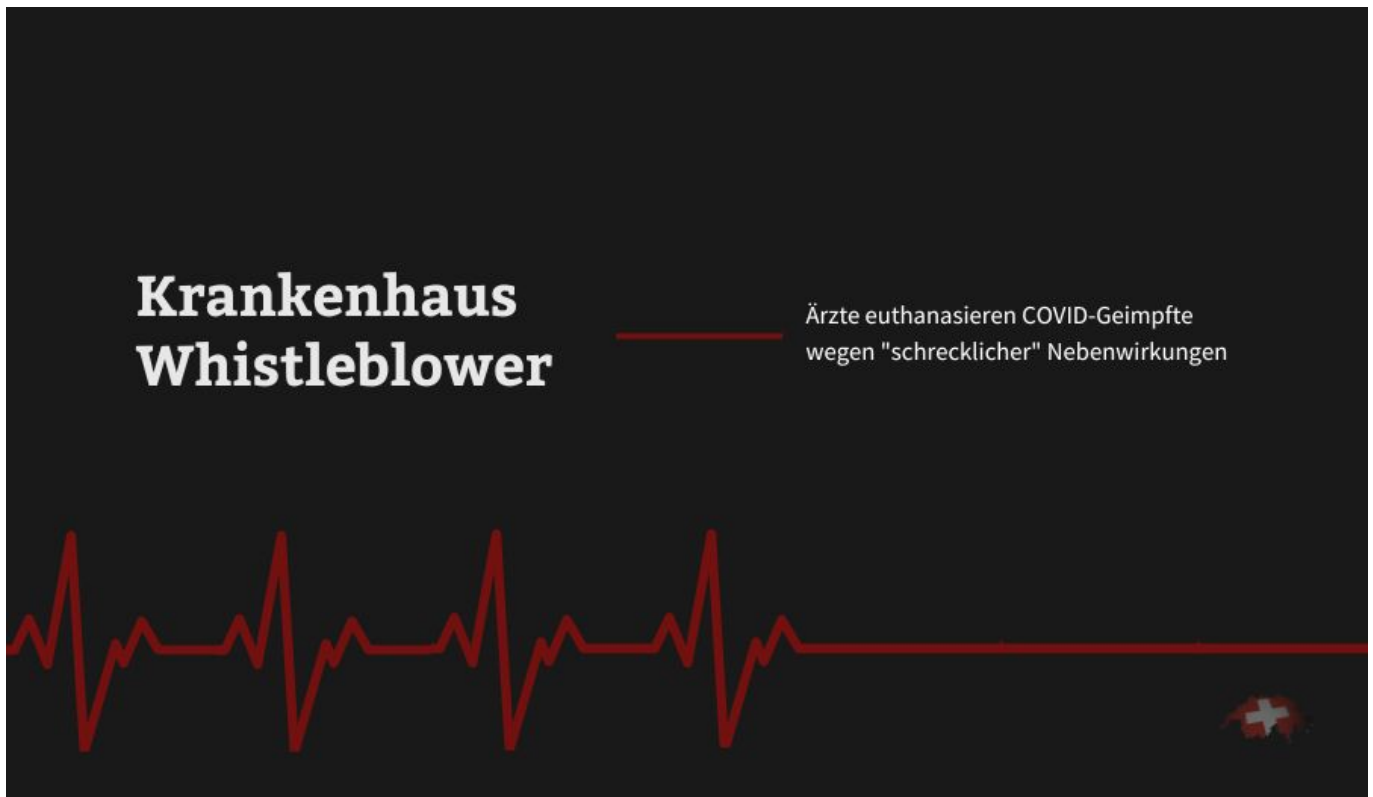 Krankenhaus
Whistleblower
Ärzte euthanasieren COVID-Geimpfte
wegen "schrecklicher" Nebenwirkungen